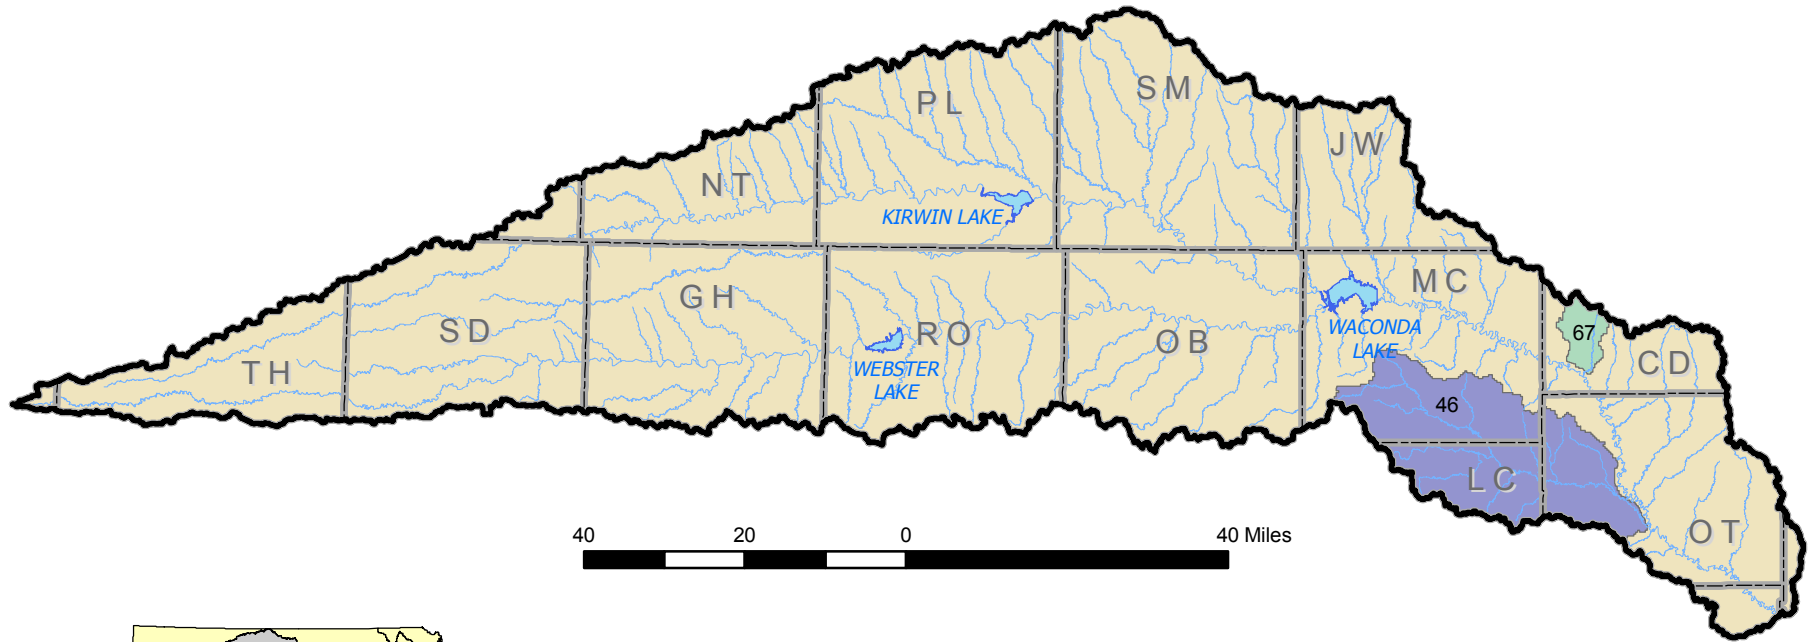 SM
PL
JW
NT
KIRWIN LAKE
MC
GH
WACONDA
LAKE
SD
RO
OB
67
CD
WEBSTER
LAKE
TH
46
LC
OT
40 20 0 40 Miles